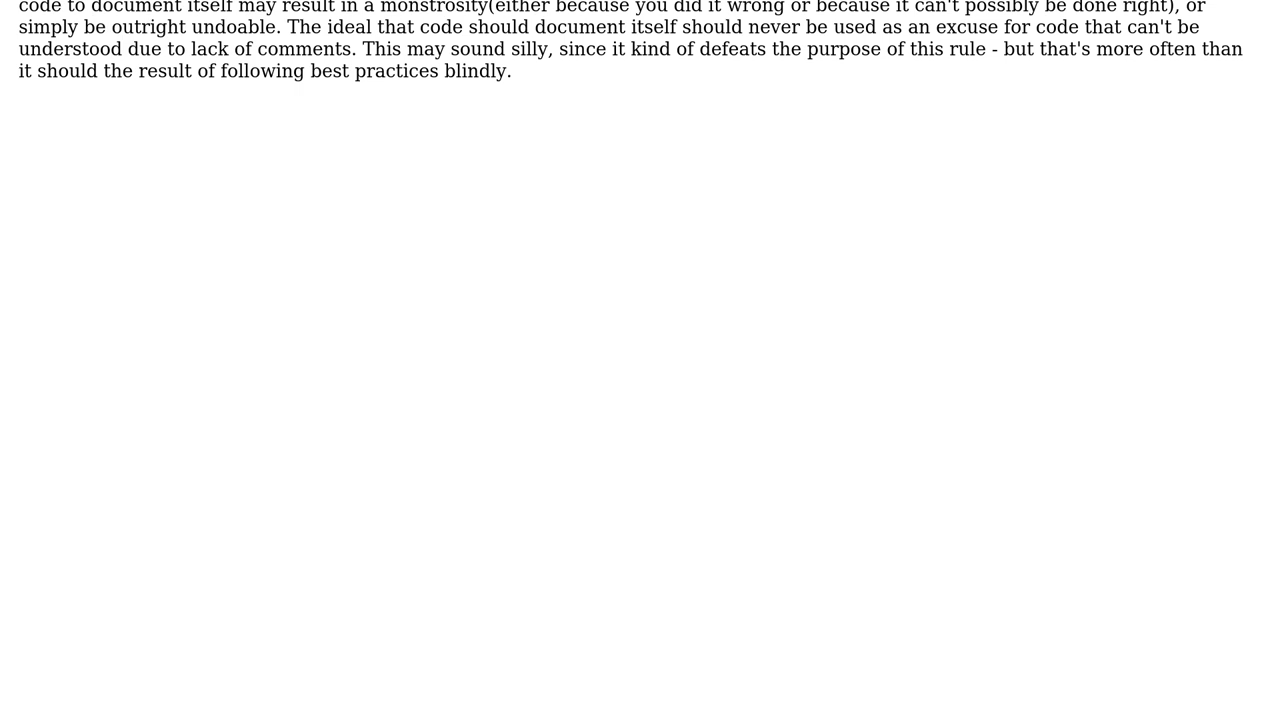 code to document itself may result in a monstrosity(either because you did it wrong or because it can't possibly be done right), or
simply be outright undoable. The ideal that code should document itself should never be used as an excuse for code that can't be
understood due to lack of comments. This may sound silly, since it kind of defeats the purpose of this rule - but that's more often than
it should the result of following best practices blindly.